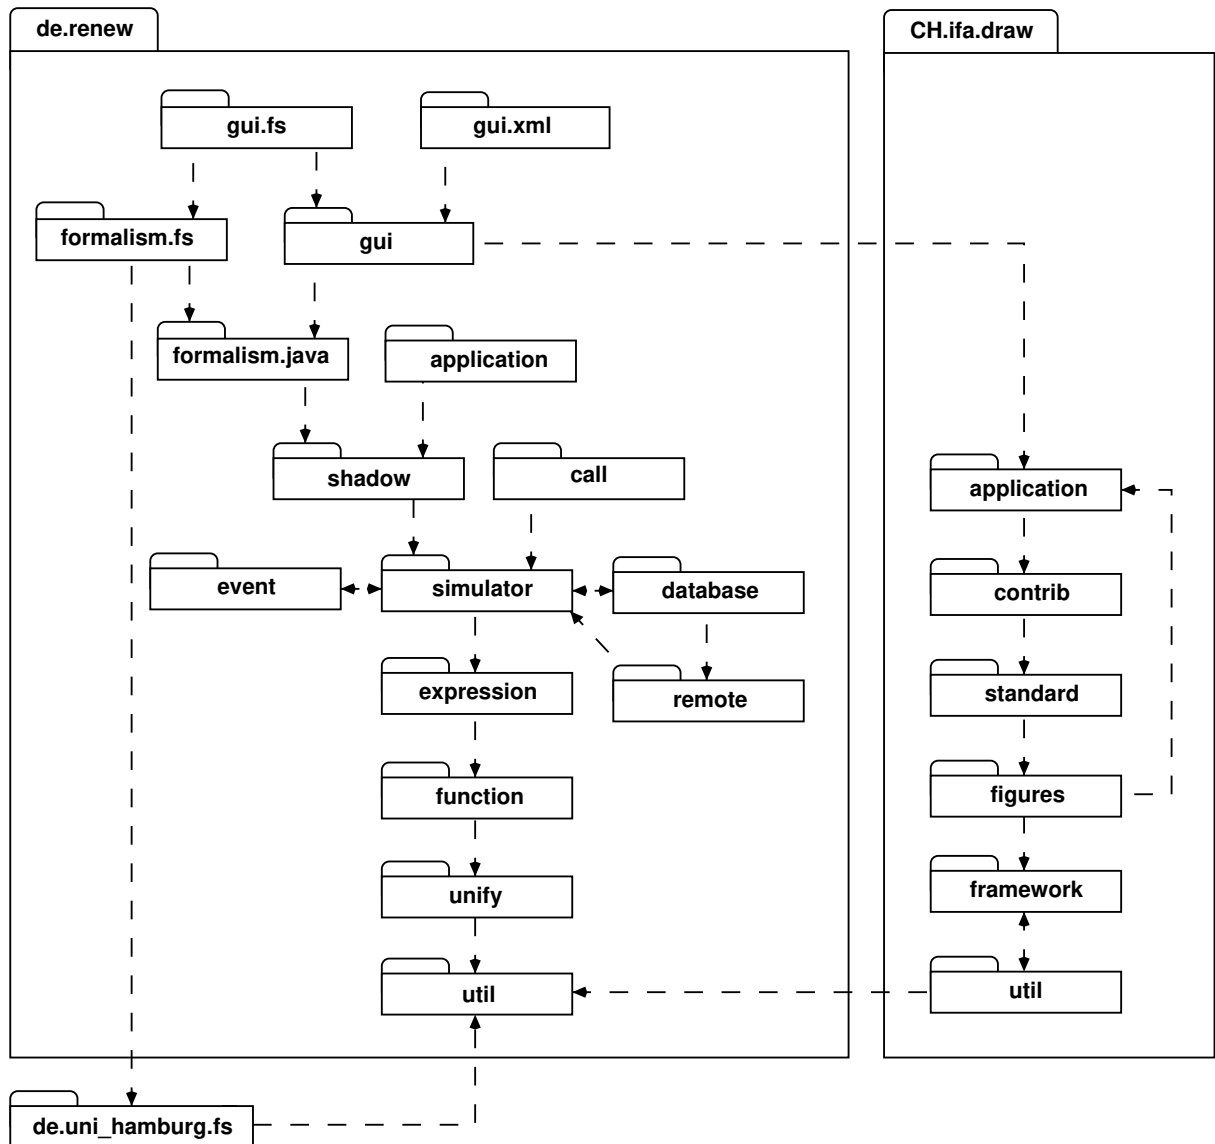 de.renew
CH.ifa.draw
gui.fs
gui.xml
formalism.fs
gui
formalism.java
application
shadow
call
application
event
simulator
database
contrib
expression
remote
standard
function
figures
unify
framework
util
util
de.uni_hamburg.fs